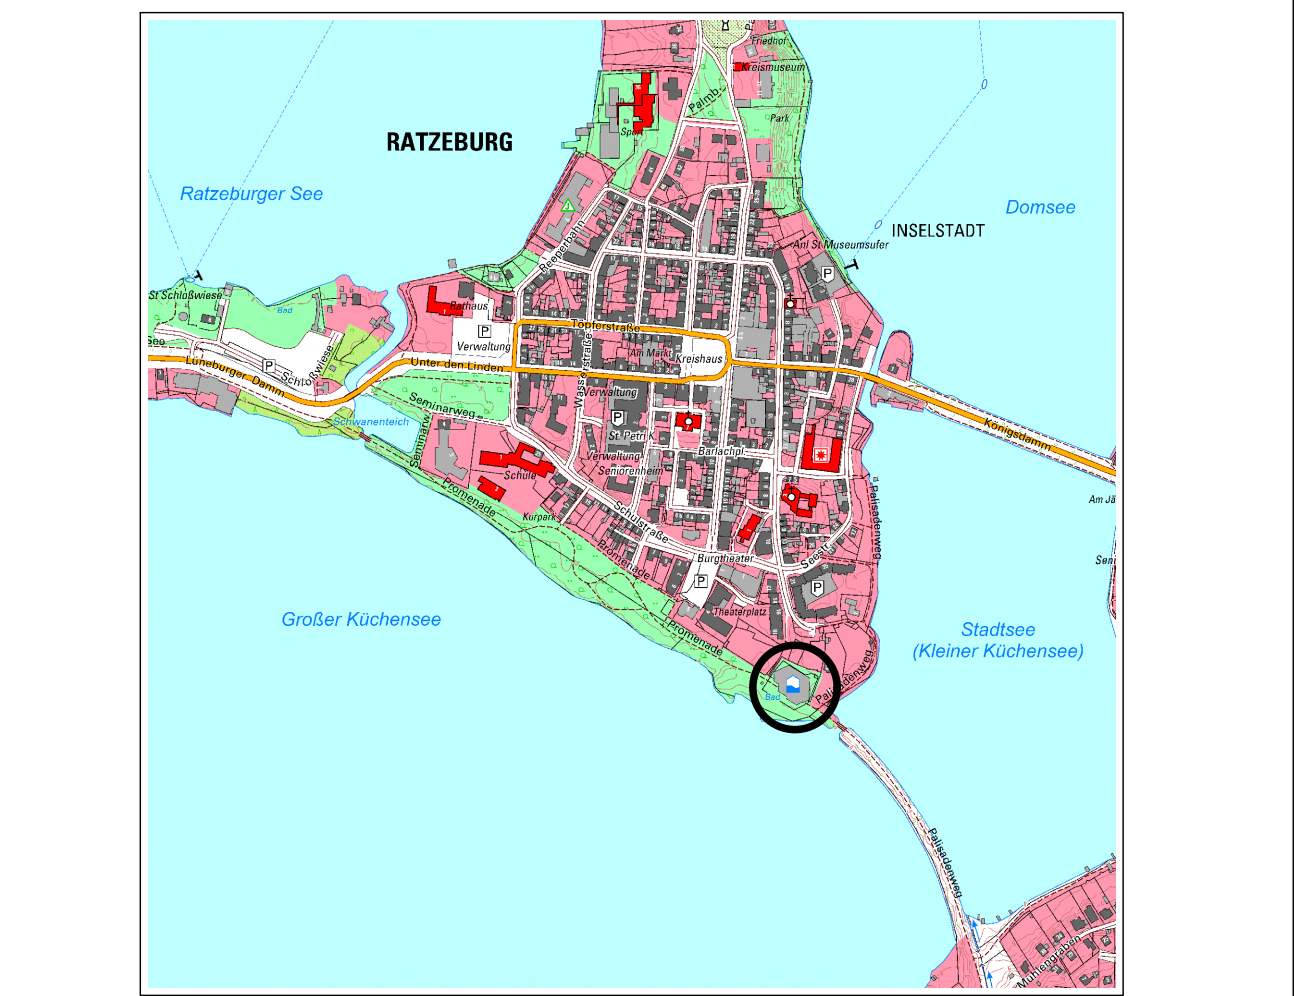 Friedhof
Kreismuseum
Palmb.
Park
Sport
RATZEBURG
Ratzeburger See
Domsee
INSELSTADT
Anl St Museumsufer
Reeperbahn
P
St Schloßwiese
Bad
Rathaus
P
Verwaltung
Töpferstraße
Am Markt
Kreishaus
See
Lüneburger Damm
P
Schloßwiese
Unter den Linden
Wasserstraße
Verwaltung
P
Seminarweg
Schwanenteich
Seminarw.
St. Petri K
Verwaltung
Seniorenheim
Barlachpl.
Königsdamm
Schule
Promenade
Kurpark
Schulstraße
Palisadenweg
Promenade
Burgtheater
Seestr.
P
P
Theaterplatz
Großer Küchensee
Promenade
Stadtsee
(Kleiner Küchensee)
Bad
Palisadenweg
Palisadenweg
Mühlengraben